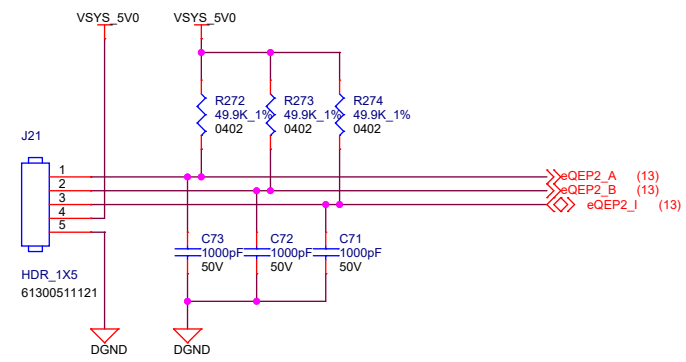 VSYS_5V0
VSYS_5V0
R272
49.9K_1%
0402
R273
49.9K_1%
0402
R274
49.9K_1%
0402
J21
1
2
3
4
5
eQEP2_A (13)
eQEP2_B (13)
eQEP2_I (13)
C73
1000pF
50V
C72
1000pF
50V
C71
1000pF
50V
HDR_1X5
61300511121
DGND
DGND